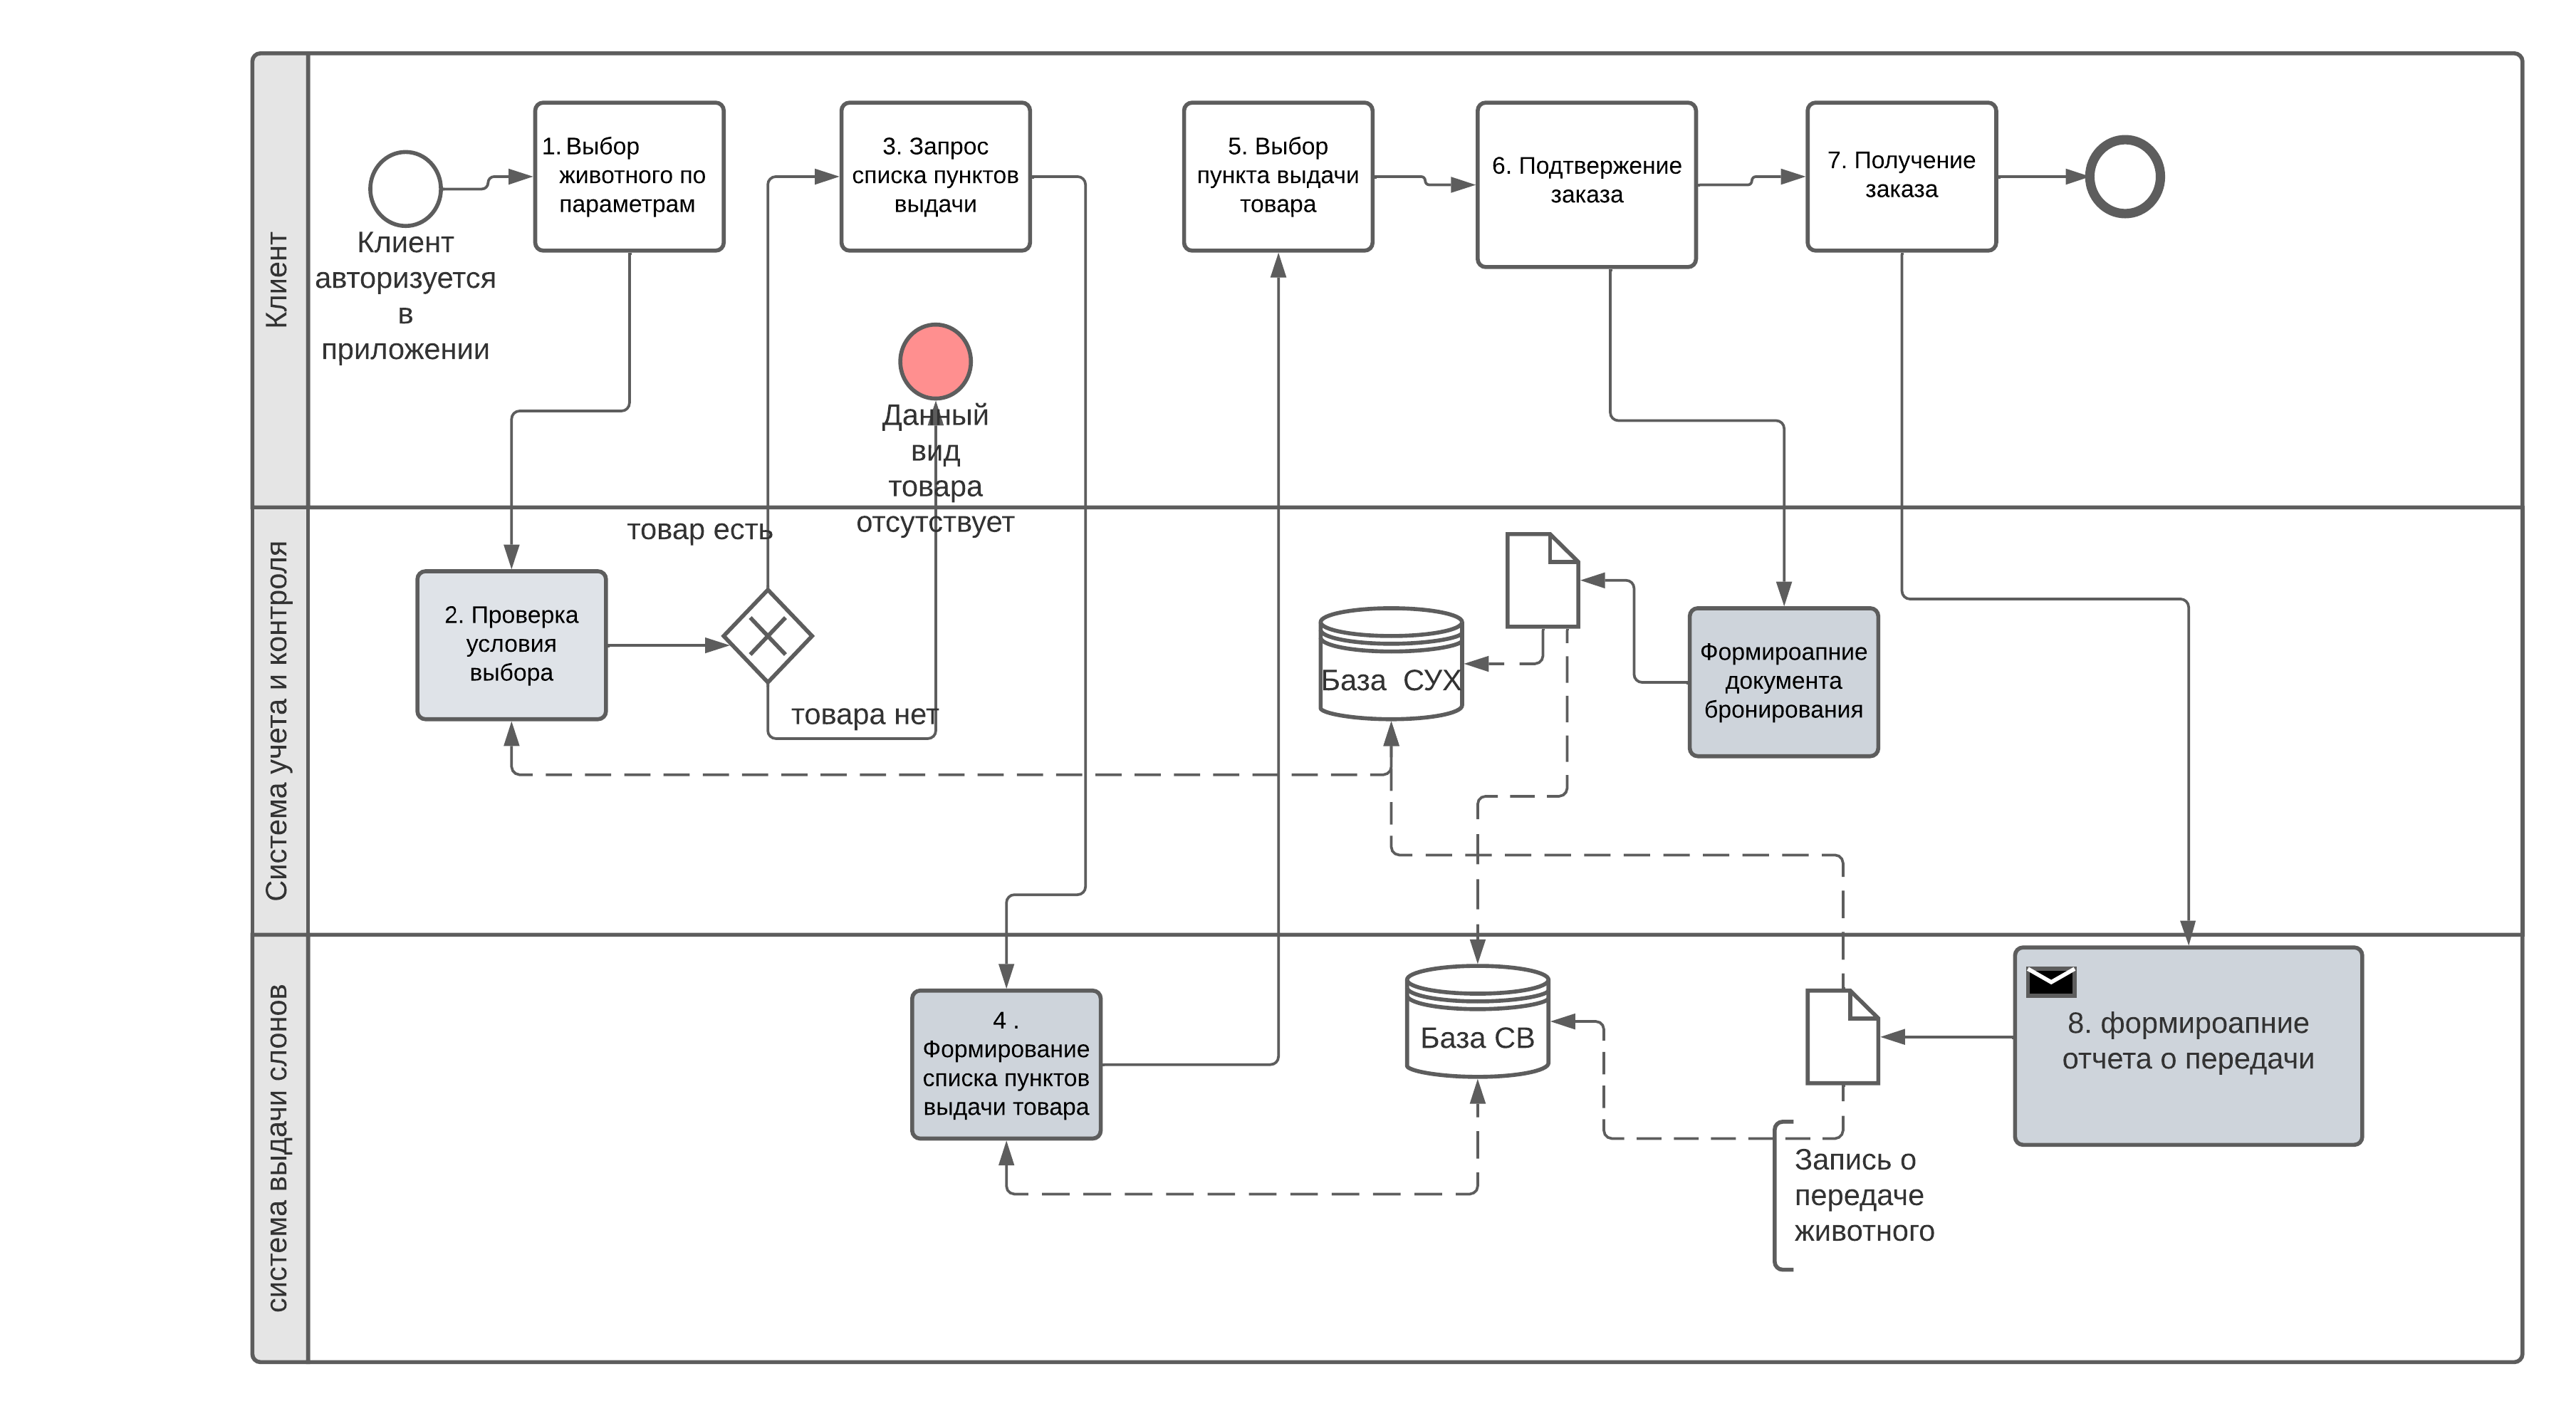 Клиент
1. Выбор
животного по
параметрам
3. Запрос
списка пунктов
выдачи
5. Выбор
пункта выдачи
товара
6. Подтвержение
заказа
7. Получение
заказа
Клиент
авторизуется
в
приложении
Данный
вид
товара
отсутствует
Система учета и контроля
товар есть
2. Проверка
условия
выбора
товара нет
База  СУХ
Формироапние
документа
бронирования
система выдачи слонов
4 .
Формирование
списка пунктов
выдачи товара
База СВ
8. формироапние
отчета о передачи
Запись о
передаче
животного